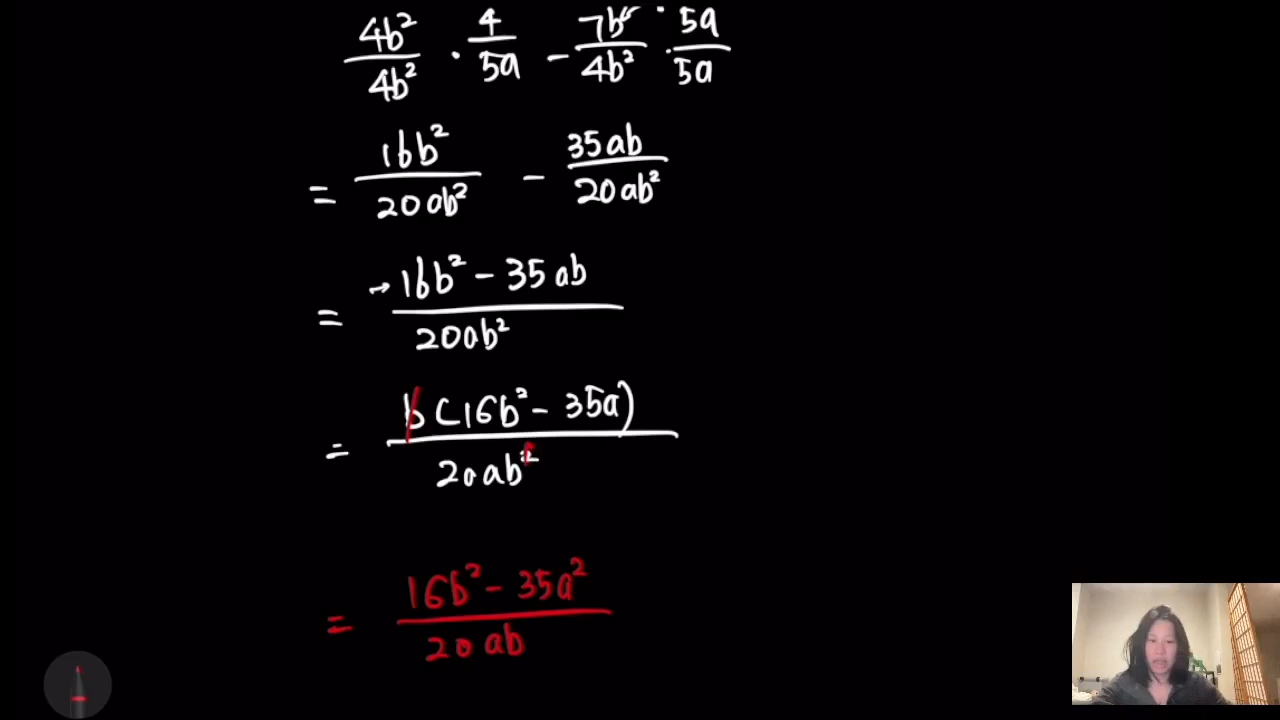 4b²/4b² · 4/5a - 7b/4b² · 5a/5a
= 16b²/20ab² - 35ab/20ab²
= 16b² - 35ab / 20ab²
= b(16b² - 35a) / 20ab²
= 16b² - 35a² / 20ab